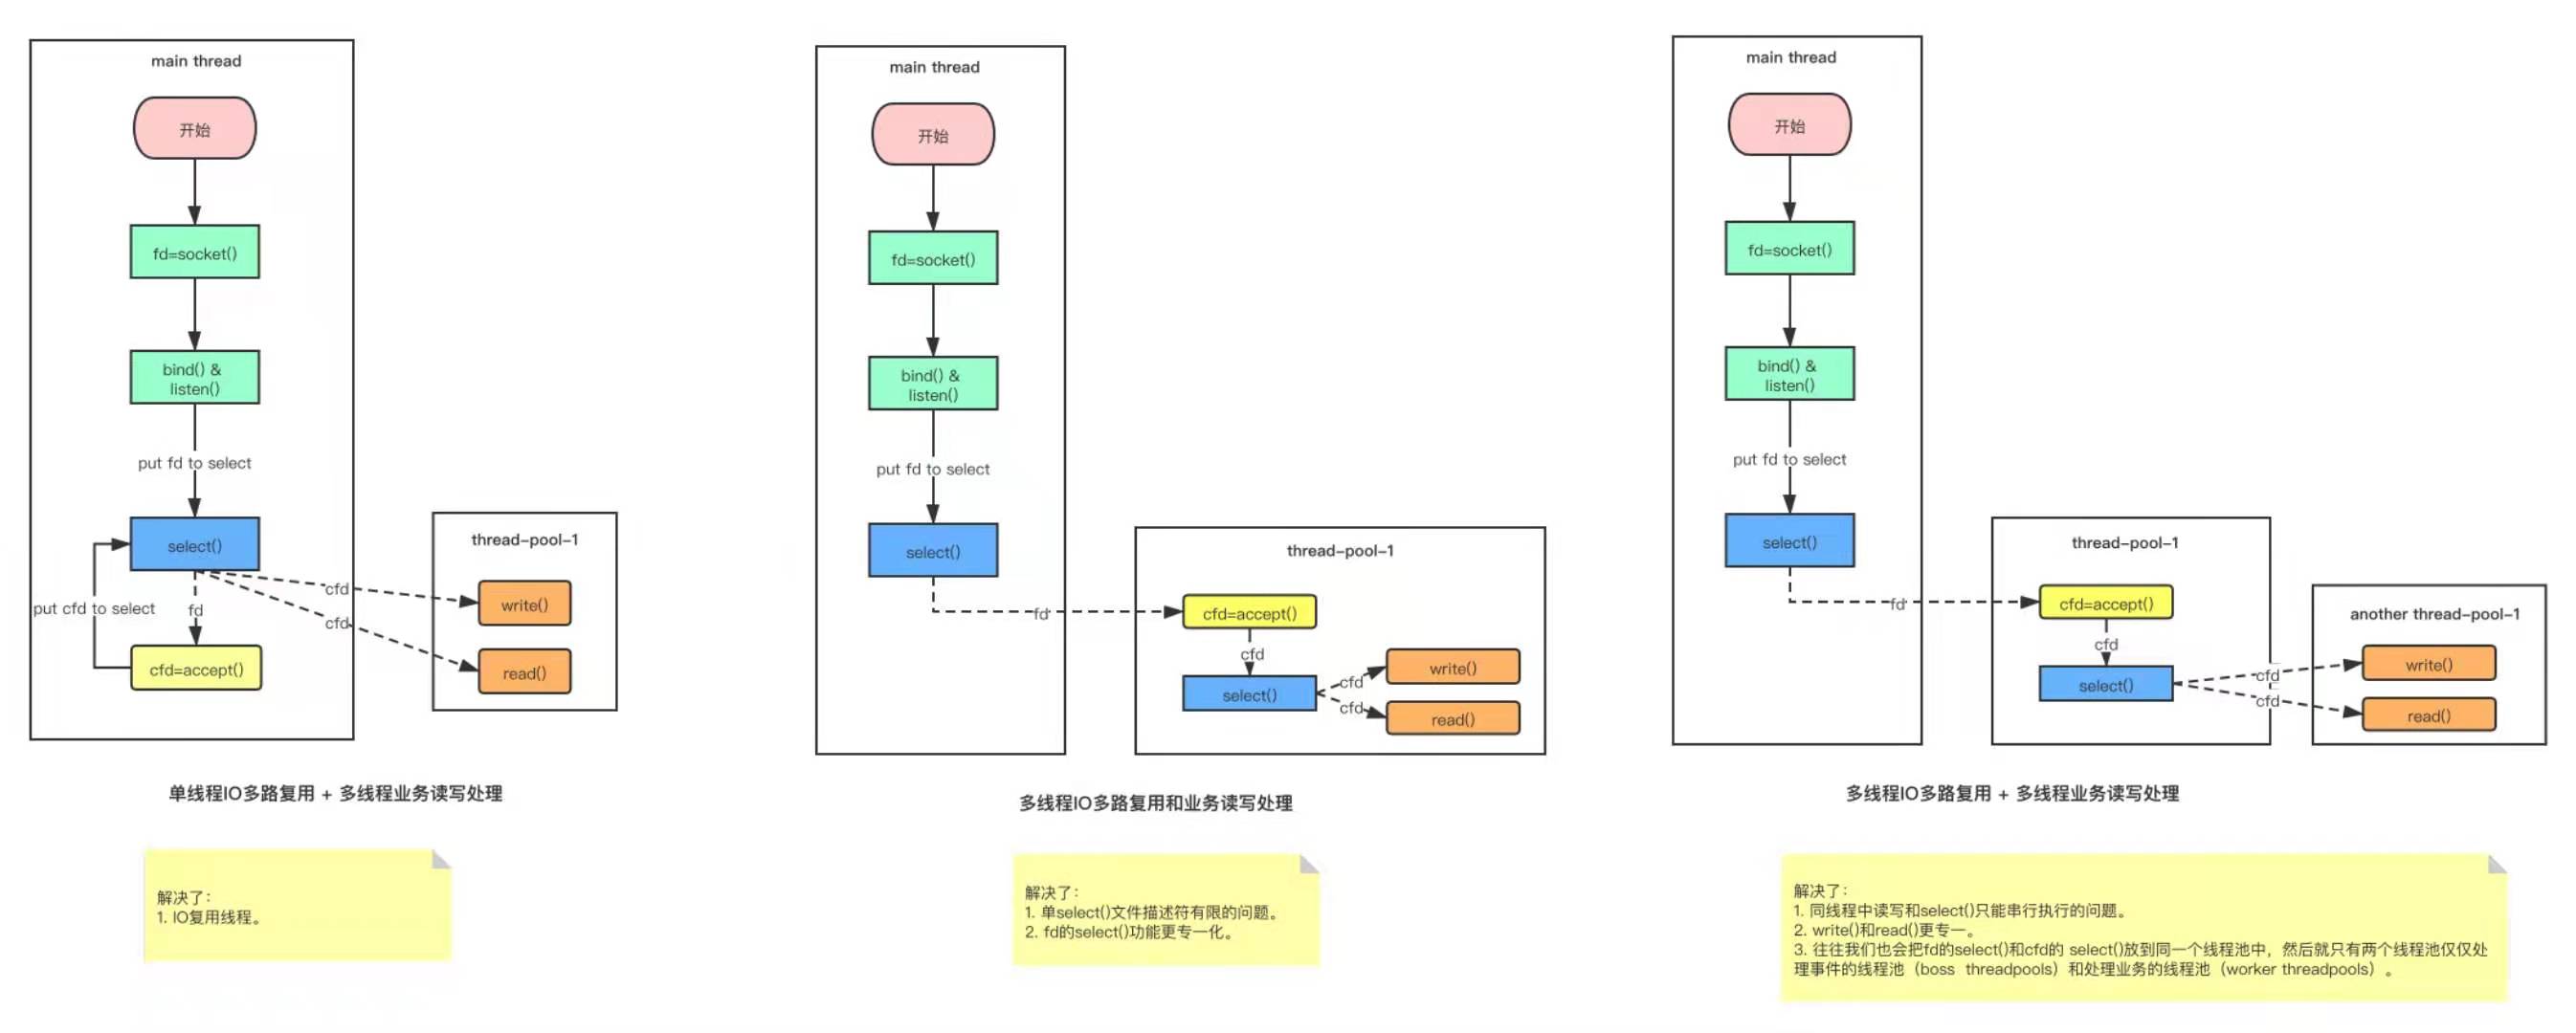 main thread
开始
fd=socket()
bind() &
listen()
put fd to select
select()
put cfd to select
fd
cfd=accept()
cfd
cfd
thread-pool-1
write()
read()
单线程IO多路复用 + 多线程业务读写处理
解决了：
1. IO复用线程。
main thread
开始
fd=socket()
bind() &
listen()
put fd to select
select()
fd
thread-pool-1
cfd=accept()
cfd
select()
cfd
cfd
write()
read()
多线程IO多路复用和业务读写处理
解决了：
1. 单select()文件描述符有限的问题。
2. fd的select()功能更专一化。
main thread
开始
fd=socket()
bind() &
listen()
put fd to select
select()
fd
thread-pool-1
cfd=accept()
cfd
select()
cfd
cfd
another thread-pool-1
write()
read()
多线程IO多路复用 + 多线程业务读写处理
解决了：
1. 同线程中读写和select()只能串行执行的问题。
2. write()和read()更专一。
3. 往往我们也会把fd的select()和cfd的 select()放到同一个线程池中，然后就只有两个线程池仅仅处
理事件的线程池（boss threadpools）和处理业务的线程池（worker threadpools）。